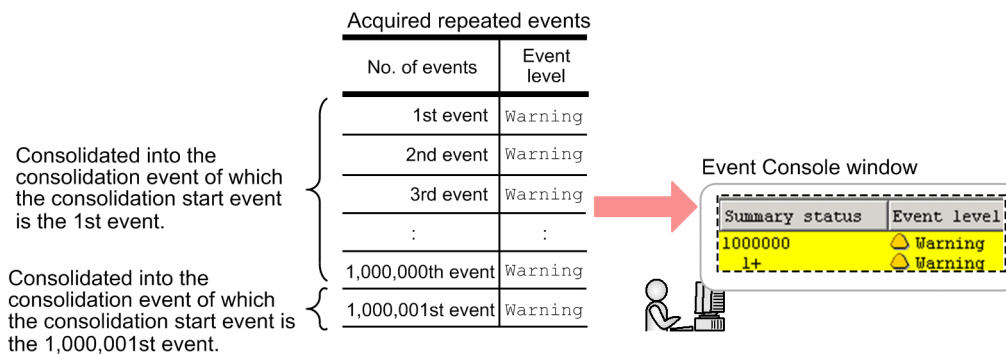 Acquired repeated events
No. of events
Event
level
1st event Warning
2nd event Warning
3rd event Warning
: :
1,000,000th event Warning
1,000,001st event Warning
Consolidated into the
consolidation event of which
the consolidation start event
is the 1st event.
Consolidated into the
consolidation event of which
the consolidation start event is
the 1,000,001st event.
Event Console window
Summary status Event level
1000000 Warning
1+ Warning